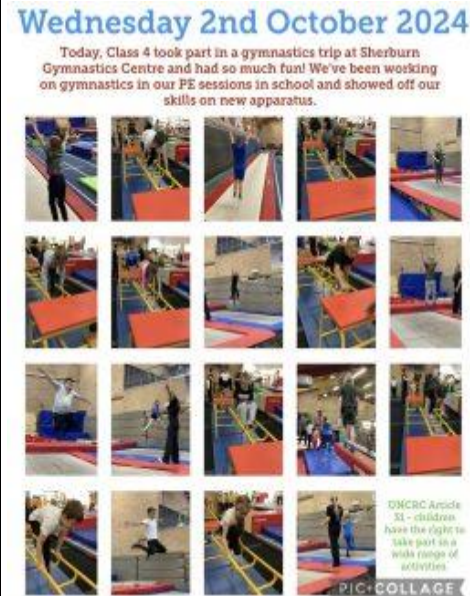 Wednesday 2nd October 2024
Today, Class 4 took part in a gymnastics trip at Sherburn
Gymnastics Centre and had so much fun! We've been working
on gymnastics in our PE sessions in school and showed off our
skills on new apparatus.
UNCRC Article
31 - children
have the right to
take part in a
wide range of
activities
PIC•COLLAGE